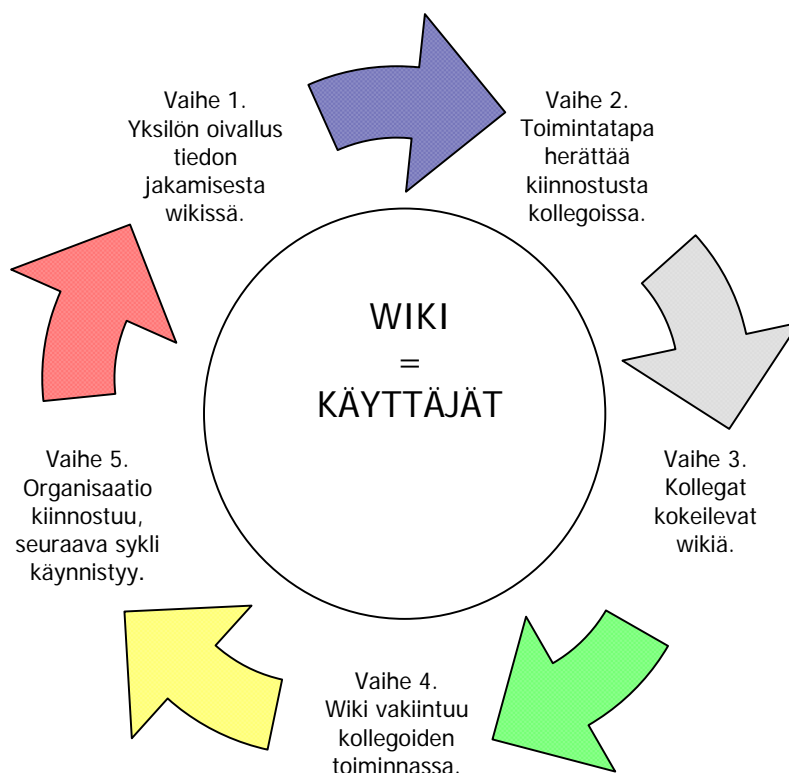 Vaihe 1.
Yksilön oivallus
tiedon
jakamisesta
wikissä.
Vaihe 2.
Toimintatapa
herättää
kiinnostusta
kollegoissa.
WIKI
=
KÄYTTÄJÄT
Vaihe 3.
Kollegat
kokeilevat
wikiä.
Vaihe 4.
Wiki vakiintuu
kollegoiden
toiminnassa.
Vaihe 5.
Organisaatio
kiinnostuu,
seuraava sykli
käynnistyy.